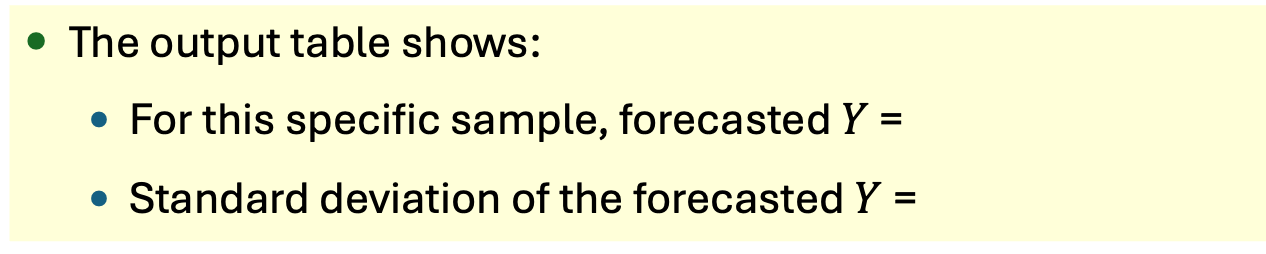 • The output table shows:
• For this specific sample, forecasted Y =
• Standard deviation of the forecasted Y =